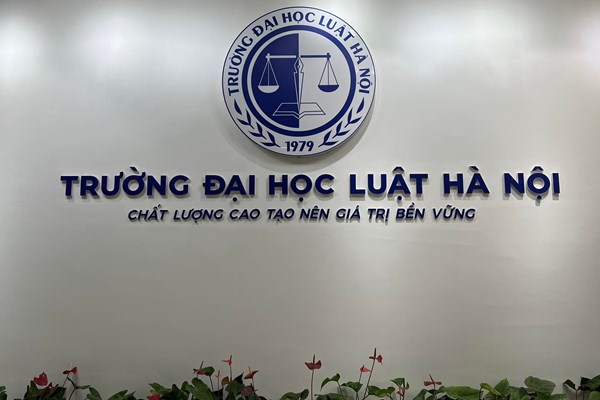 TRƯỜNG ĐẠI HỌC LUẬT HÀ NỘI
1979
TRƯỜNG ĐẠI HỌC LUẬT HÀ NỘI
CHẤT LƯỢNG CAO TẠO NÊN GIÁ TRỊ BỀN VỮNG